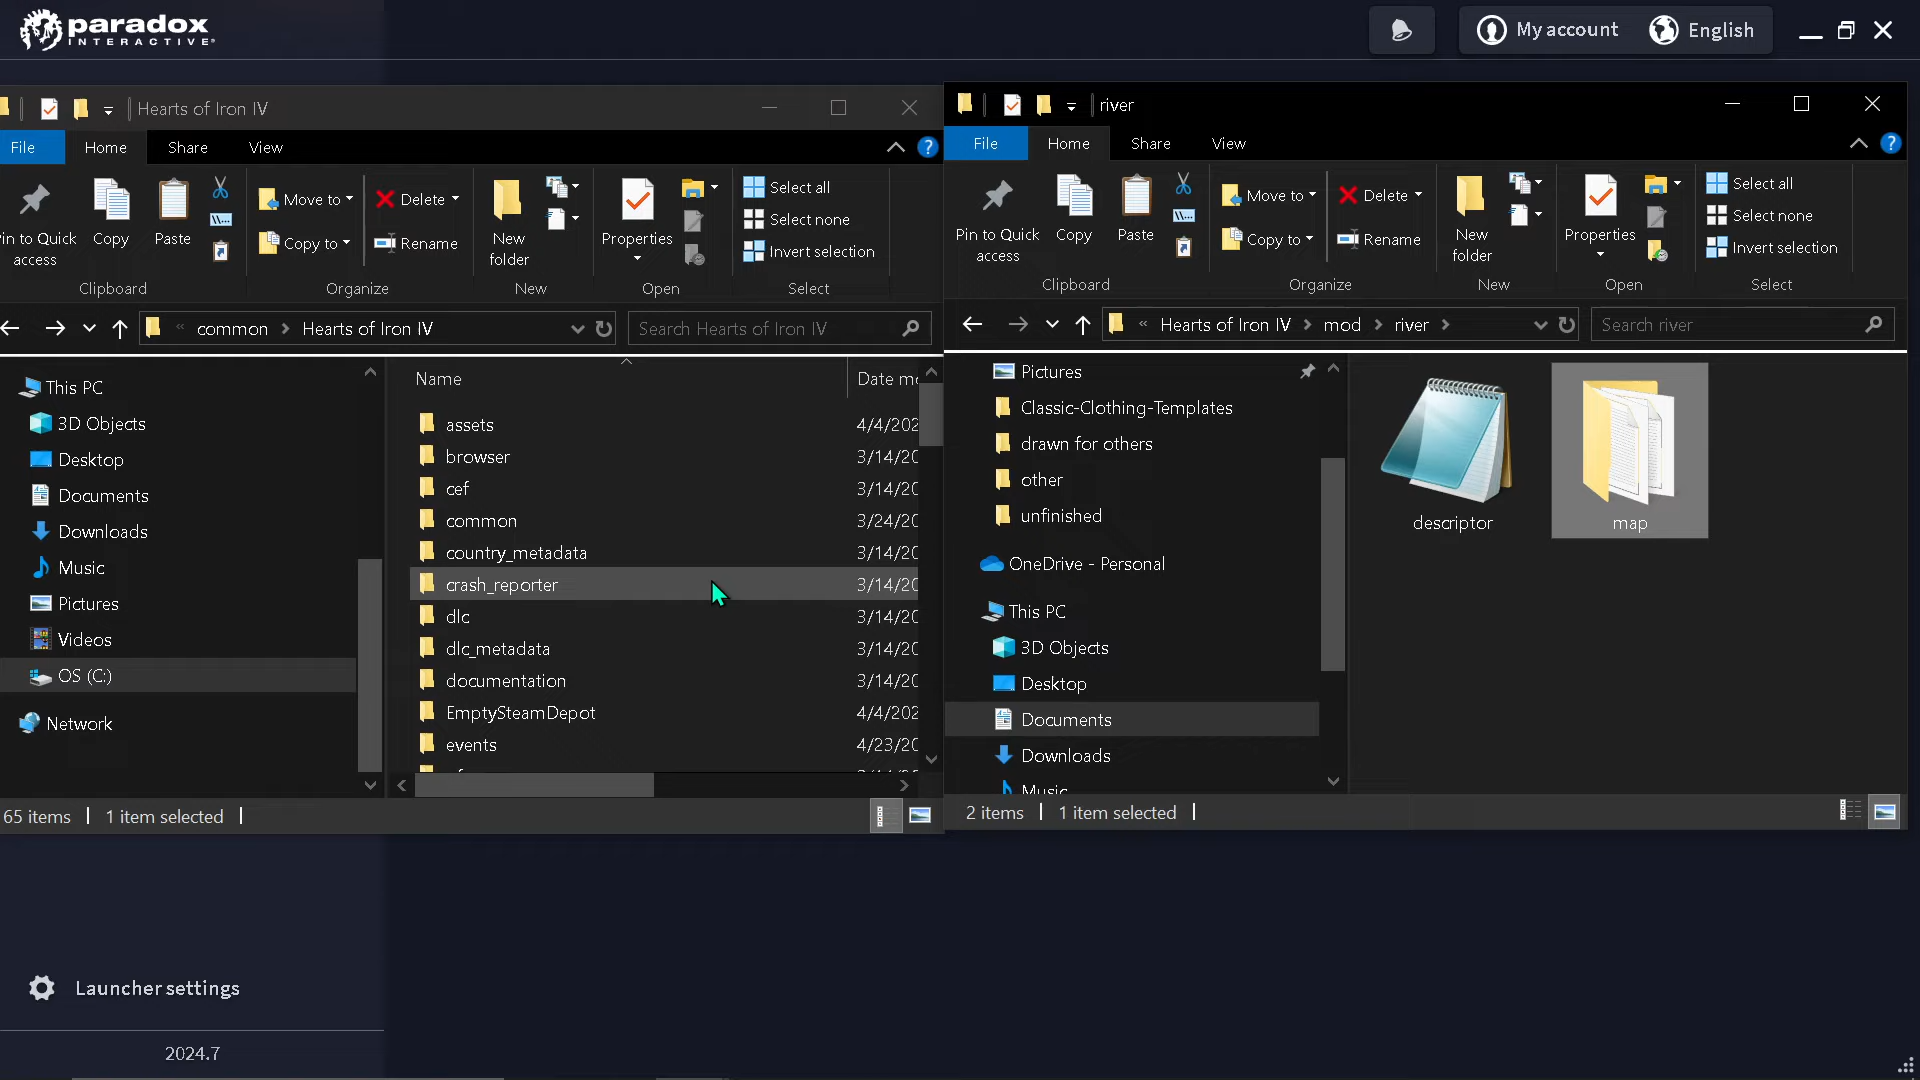 paradox
INTERACTIVE
My account
English
Hearts of Iron IV
File
Home
Share
View
in to Quick
access
Copy
Paste
Move to
Copy to
Delete
Rename
New
folder
Properties
Select all
Select none
Invert selection
Clipboard
Organize
New
Open
Select
« common > Hearts of Iron IV
Search Hearts of Iron IV
This PC
3D Objects
Desktop
Documents
Downloads
Music
Pictures
Videos
OS (C:)
Network
Name
Date mo
assets 4/4/202
browser 3/14/20
cef 3/14/20
common 3/24/20
country_metadata 3/14/20
crash_reporter 3/14/20
dlc 3/14/20
dlc_metadata 3/14/20
documentation 3/14/20
EmptySteamDepot 4/4/202
events 4/23/20
65 items
1 item selected
river
File
Home
Share
View
Pin to Quick
access
Copy
Paste
Move to
Copy to
Delete
Rename
New
folder
Properties
Select all
Select none
Invert selection
Clipboard
Organize
New
Open
Select
« Hearts of Iron IV > mod > river >
Search river
Pictures
Classic-Clothing-Templates
drawn for others
other
unfinished
OneDrive - Personal
This PC
3D Objects
Desktop
Documents
Downloads
Music
descriptor
map
2 items
1 item selected
Launcher settings
2024.7